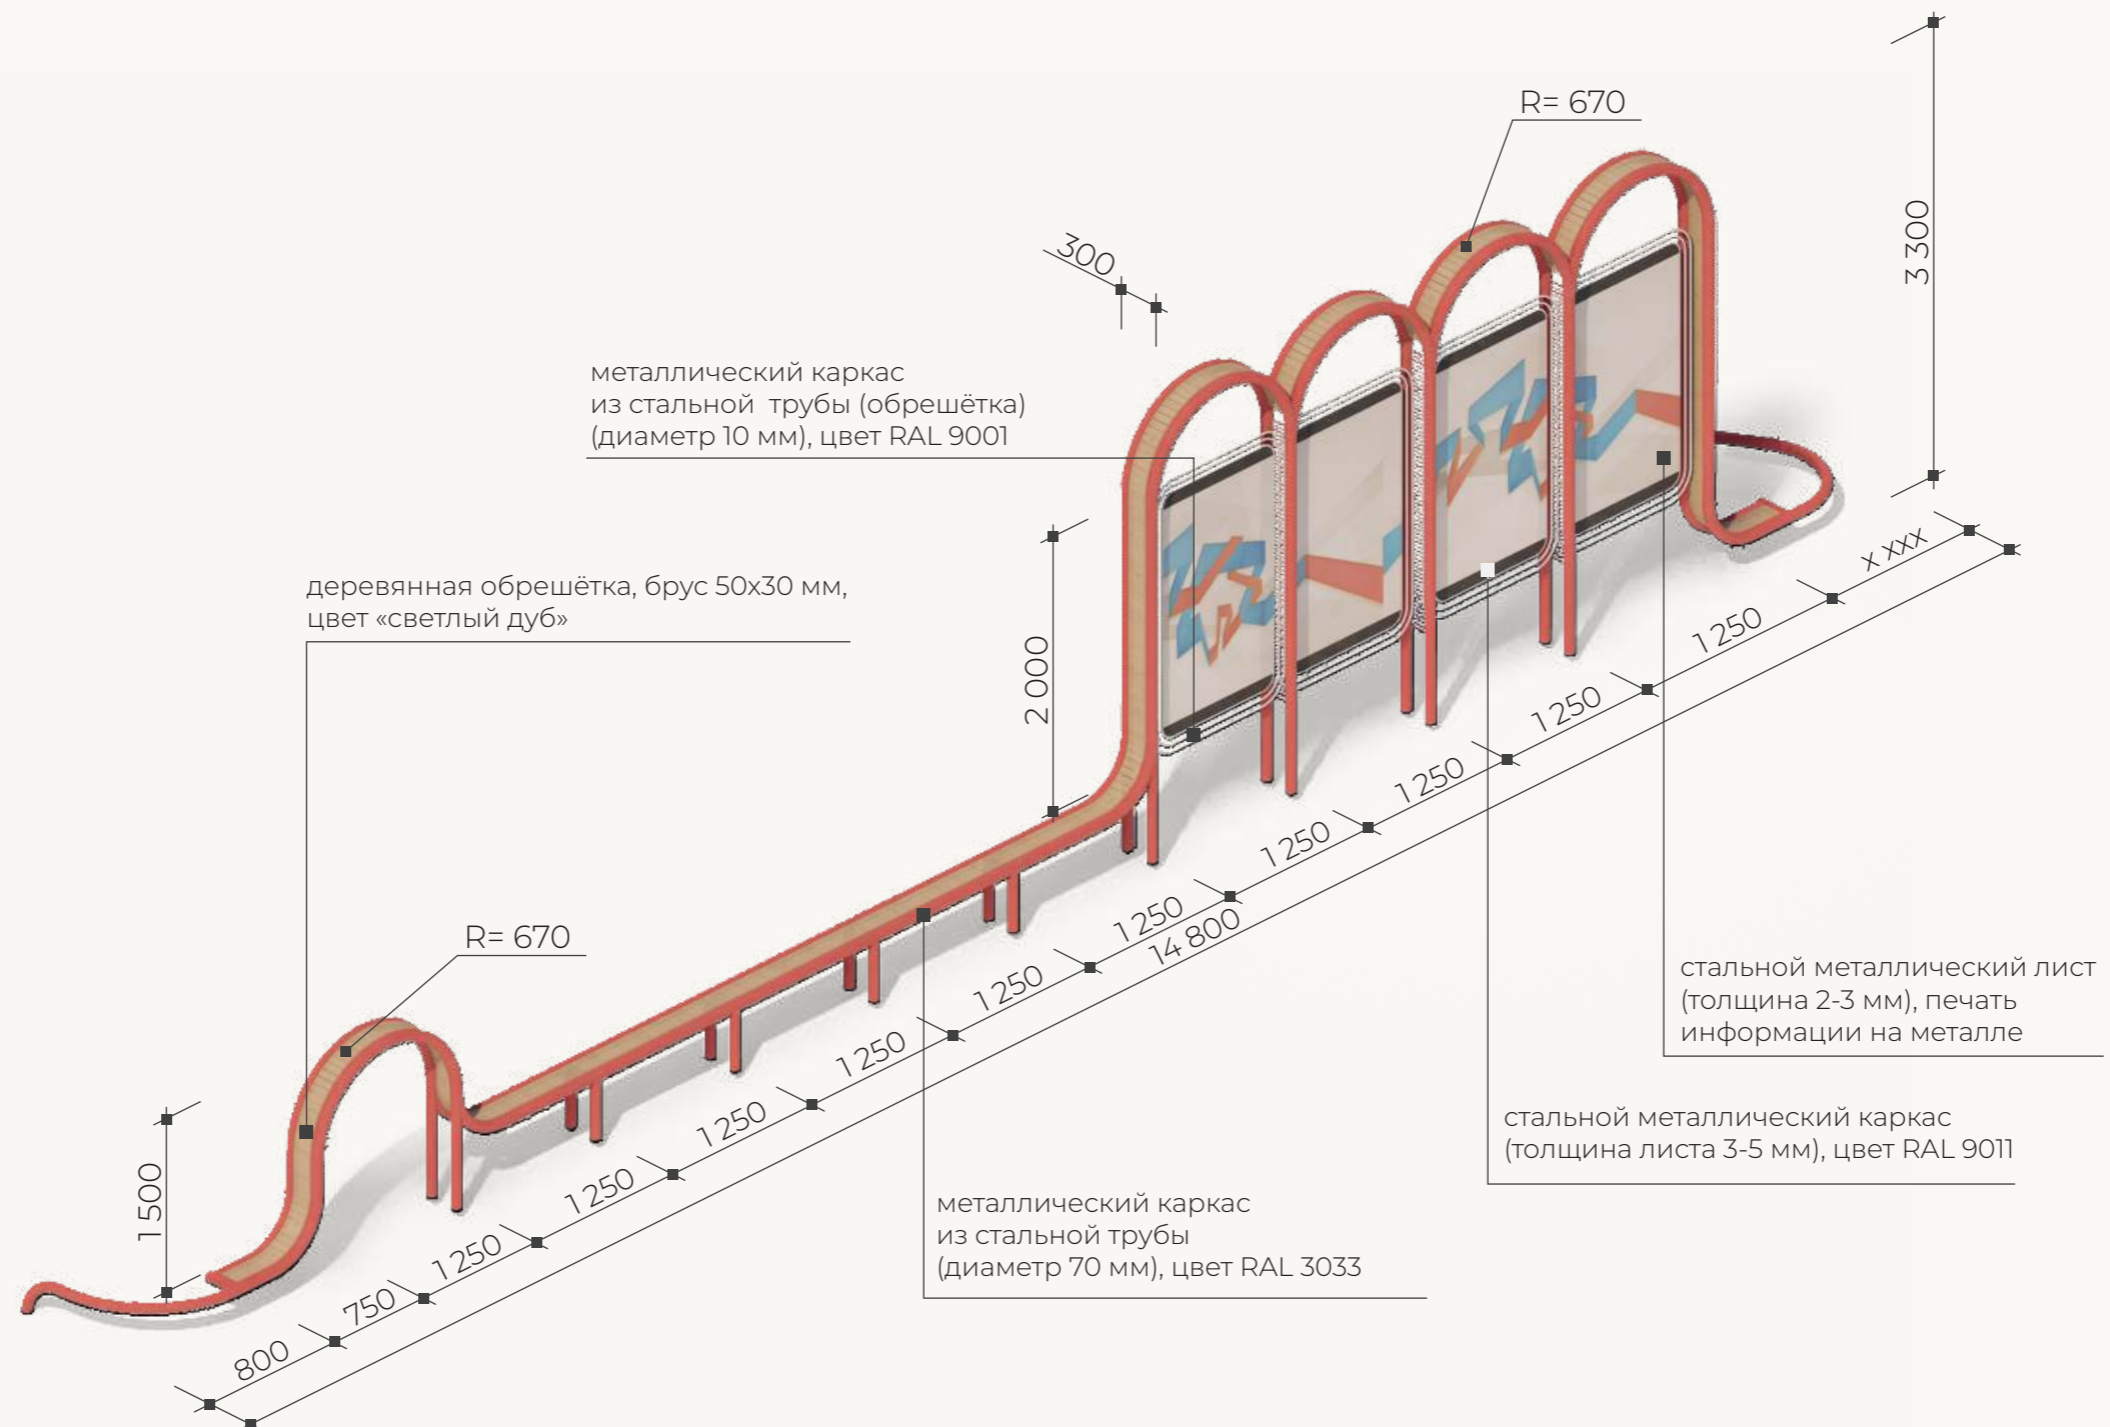 R= 670
3 300
300
металлический каркас
из стальной трубы (обрешётка)
(диаметр 10 мм), цвет RAL 9001
деревянная обрешётка, брус 50х30 мм,
цвет «светлый дуб»
2 000
х ххх
1 250
1 250
1 250
1 250
1 250
14 800
1 250
1 250
1 250
1 250
1 250
750
800
R= 670
1 500
стальной металлический лист
(толщина 2-3 мм), печать
информации на металле
стальной металлический каркас
(толщина листа 3-5 мм), цвет RAL 9011
металлический каркас
из стальной трубы
(диаметр 70 мм), цвет RAL 3033